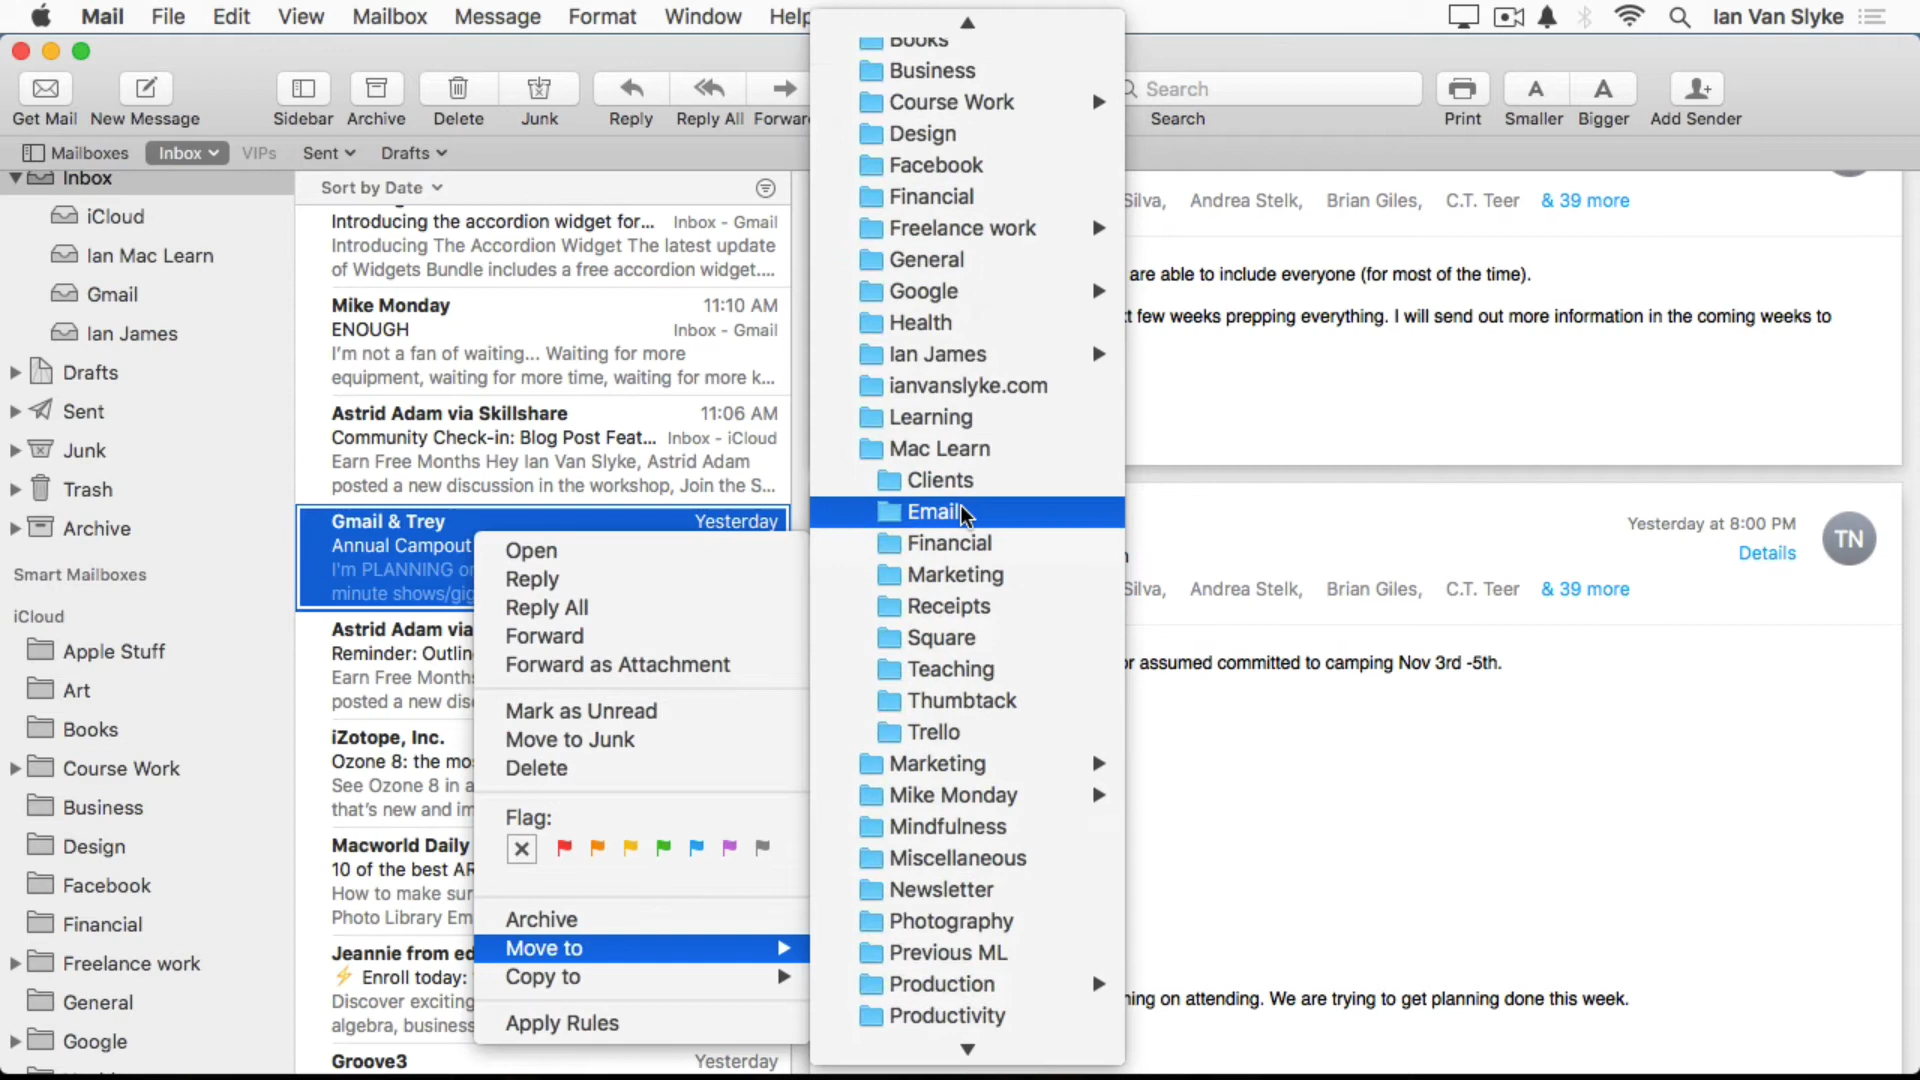 Mail File Edit View Mailbox Message Format Window Help
Ian Van Slyke
Get Mail New Message Sidebar Archive Delete Junk Reply Reply All
Search
Search Print Smaller Bigger Add Sender
Mailboxes Inbox VIPs Sent Drafts
Inbox
iCloud
Ian Mac Learn
Gmail
Ian James
Drafts
Sent
Junk
Trash
Archive
Smart Mailboxes
iCloud
Apple Stuff
Art
Books
Course Work
Business
Design
Facebook
Financial
Freelance work
General
Google
Sort by Date
Introducing the accordion widget for... Inbox - Gmail
Introducing The Accordion Widget The latest update
of Widgets Bundle includes a free accordion widget....
Mike Monday 11:10 AM
ENOUGH Inbox - Gmail
I'm not a fan of waiting... Waiting for more
equipment, waiting for more time, waiting for more k...
Astrid Adam via Skillshare 11:06 AM
Community Check-in: Blog Post Feat... Inbox - iCloud
Earn Free Months Hey Ian Van Slyke, Astrid Adam
posted a new discussion in the workshop, Join the S...
Gmail & Trey Yesterday
Annual Campout
I'm PLANNING
minute shows/gig
Astrid Adam via
Reminder:
Earn Free Months
posted a new
iZotope, Inc.
Ozone 8: the
See Ozone 8 in a
that's new and
Macworld Daily
10 of the best
How to make
Photo Library
Jeannie from
⚡ Enroll today:
Discover exciting
algebra, business
Groove3 Yesterday
Open
Reply
Reply All
Forward
Forward as Attachment
Mark as Unread
Move to Junk
Delete
Flag:
Archive
Move to
Copy to
Apply Rules
Books
Business
Course Work
Design
Facebook
Financial
Freelance work
General
Google
Health
Ian James
ianvanslyke.com
Learning
Mac Learn
Clients
Email
Financial
Marketing
Receipts
Square
Teaching
Thumbtack
Trello
Marketing
Mike Monday
Mindfulness
Miscellaneous
Newsletter
Photography
Previous ML
Production
Productivity
Silva, Andrea Stelk, Brian Giles, C.T. Teer & 39 more
are able to include everyone (for most of the time).
few weeks prepping everything. I will send out more information in the coming weeks to
Yesterday at 8:00 PM
TN
Details
Silva, Andrea Stelk, Brian Giles, C.T. Teer & 39 more
assumed committed to camping Nov 3rd -5th.
on attending. We are trying to get planning done this week.